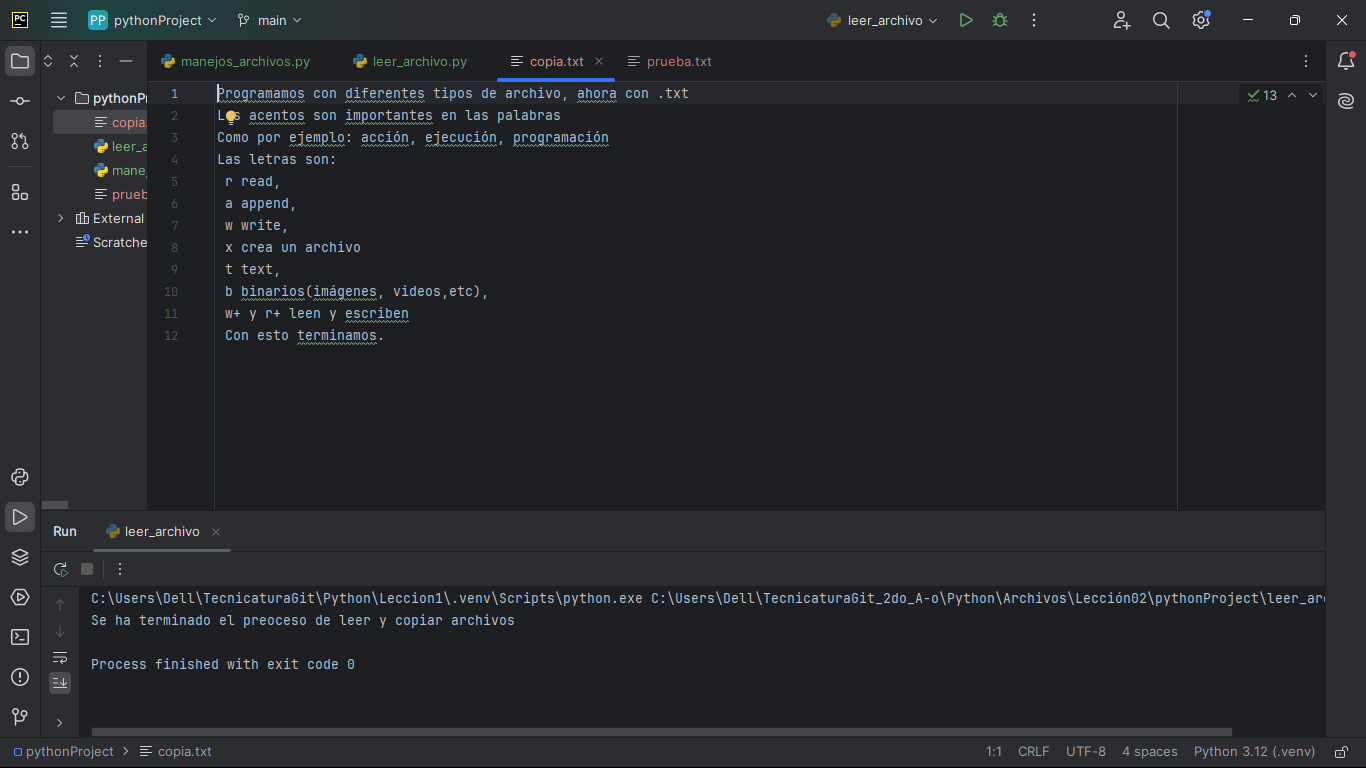 PC PP pythonProject main leer_archivo
manejos_archivos.py leer_archivo.py copia.txt prueba.txt
pythonPr
copia.
leer_a
mane
prueb
External
Scratche
13
1 Programamos con diferentes tipos de archivo, ahora con .txt
2 Los acentos son importantes en las palabras
3 Como por ejemplo: acción, ejecución, programación
4 Las letras son:
5 r read,
6 a append,
7 w write,
8 x crea un archivo
9 t text,
10 b binarios(imágenes, videos,etc),
11 w+ y r+ leen y escriben
12 Con esto terminamos.
Run leer_archivo
C:\Users\Dell\TecnicaturaGit\Python\Leccion1\.venv\Scripts\python.exe C:\Users\Dell\TecnicaturaGit_2do_A-o\Python\Archivos\Lección02\pythonProject\leer_arc
Se ha terminado el preoceso de leer y copiar archivos
Process finished with exit code 0
pythonProject > copia.txt 1:1 CRLF UTF-8 4 spaces Python 3.12 (.venv)